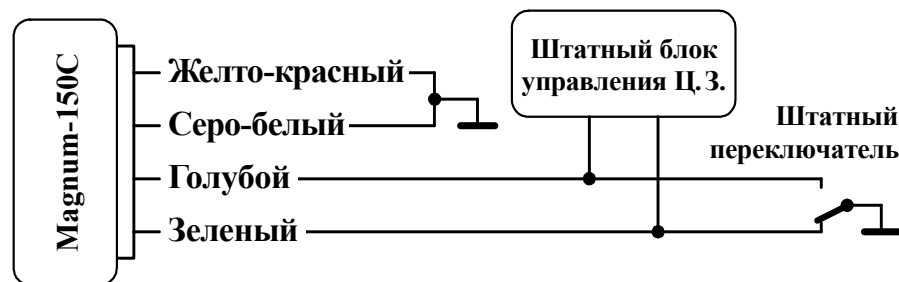 Magnum-150C
Желто-красный
Серо-белый
Голубой
Зеленый
Штатный блок
управления Ц.З.
Штатный
переключатель